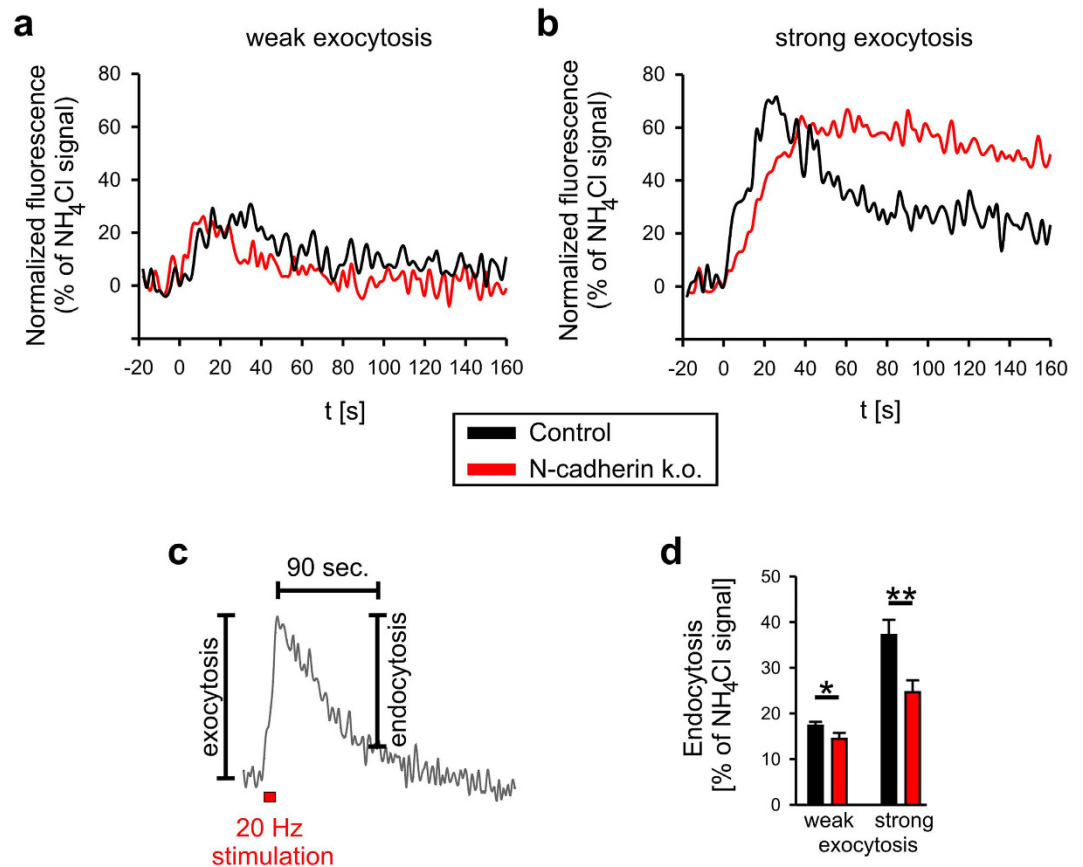 a
weak exocytosis
Normalized fluorescence
(% of NH4Cl signal)
80
60
40
20
0
-20 0 20 40 60 80 100 120 140 160
t [s]
b
strong exocytosis
Normalized fluorescence
(% of NH4Cl signal)
80
60
40
20
0
-20 0 20 40 60 80 100 120 140 160
t [s]
Control
N-cadherin k.o.
c
90 sec.
exocytosis
endocytosis
20 Hz
stimulation
d
Endocytosis
[% of NH4Cl signal]
50
40
30
20
10
0
*
**
weak strong
exocytosis